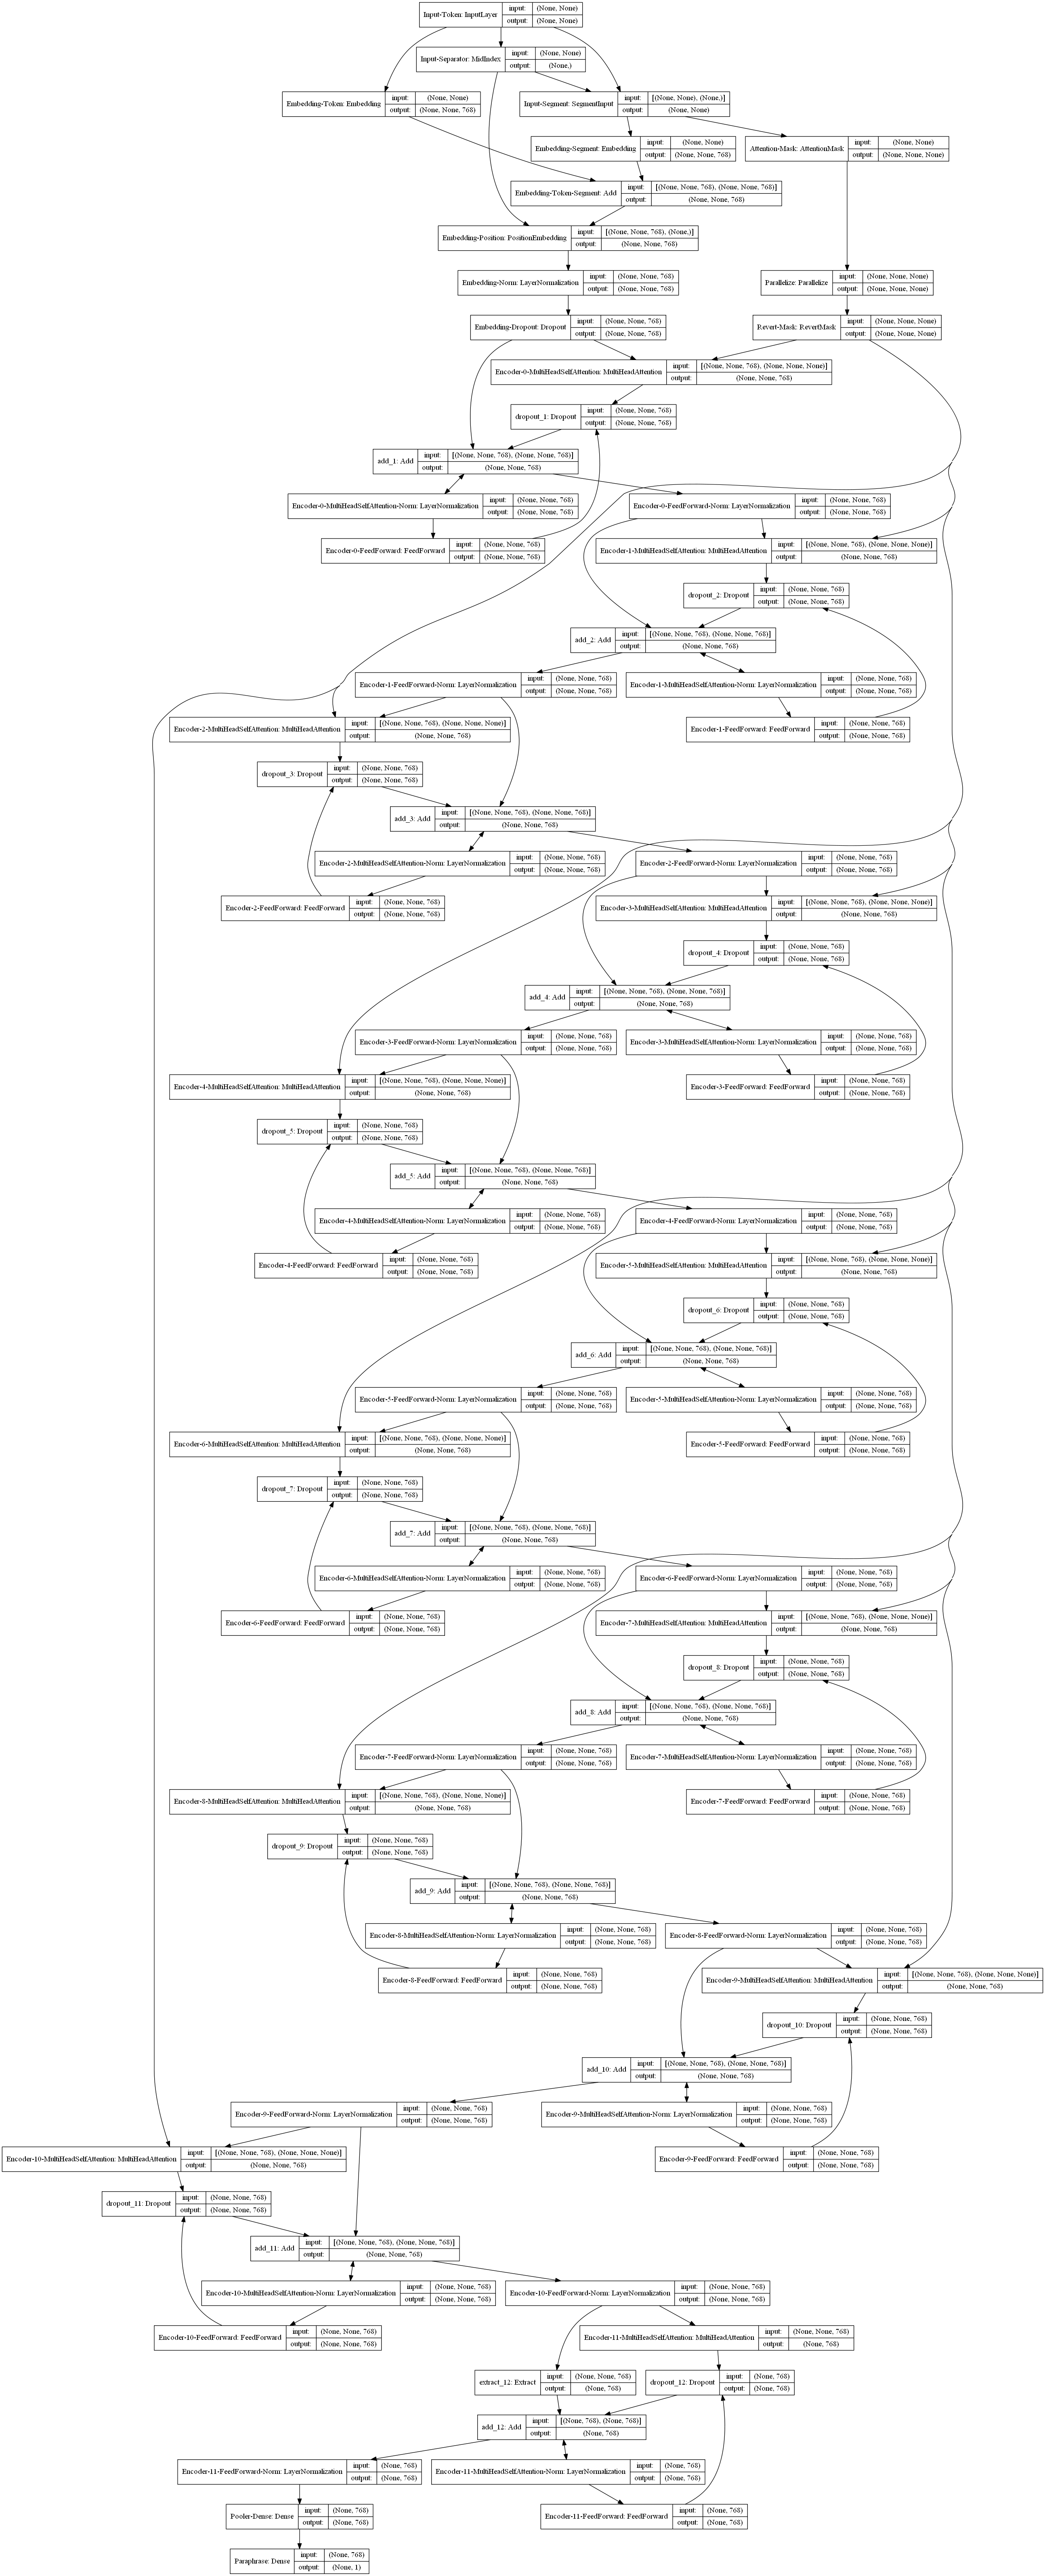 Input-Token: InputLayer input: (None, None) output: (None, None)
Input-Separator: MidIndex input: (None, None) output: (None,)
Embedding-Token: Embedding input: (None, None) output: (None, None, 768)
Input-Segment: SegmentInput input: [(None, None), (None,)] output: (None, None)
Embedding-Segment: Embedding input: (None, None) output: (None, None, 768)
Attention-Mask: AttentionMask input: (None, None) output: (None, None, None)
Embedding-Token-Segment: Add input: [(None, None, 768), (None, None, 768)] output: (None, None, 768)
Embedding-Position: PositionEmbedding input: [(None, None, 768), (None,)] output: (None, None, 768)
Embedding-Norm: LayerNormalization input: (None, None, 768) output: (None, None, 768)
Parallelize: Parallelize input: (None, None, None) output: (None, None, None)
Embedding-Dropout: Dropout input: (None, None, 768) output: (None, None, 768)
Revert-Mask: RevertMask input: (None, None, None) output: (None, None, None)
Encoder-0-MultiHeadSelfAttention: MultiHeadAttention input: [(None, None, 768), (None, None, None)] output: (None, None, 768)
dropout_1: Dropout input: (None, None, 768) output: (None, None, 768)
add_1: Add input: [(None, None, 768), (None, None, 768)] output: (None, None, 768)
Encoder-0-MultiHeadSelfAttention-Norm: LayerNormalization input: (None, None, 768) output: (None, None, 768)
Encoder-0-FeedForward-Norm: LayerNormalization input: (None, None, 768) output: (None, None, 768)
Encoder-0-FeedForward: FeedForward input: (None, None, 768) output: (None, None, 768)
Encoder-1-MultiHeadSelfAttention: MultiHeadAttention input: [(None, None, 768), (None, None, None)] output: (None, None, 768)
dropout_2: Dropout input: (None, None, 768) output: (None, None, 768)
add_2: Add input: [(None, None, 768), (None, None, 768)] output: (None, None, 768)
Encoder-1-FeedForward-Norm: LayerNormalization input: (None, None, 768) output: (None, None, 768)
Encoder-1-MultiHeadSelfAttention-Norm: LayerNormalization input: (None, None, 768) output: (None, None, 768)
Encoder-2-MultiHeadSelfAttention: MultiHeadAttention input: [(None, None, 768), (None, None, None)] output: (None, None, 768)
Encoder-1-FeedForward: FeedForward input: (None, None, 768) output: (None, None, 768)
dropout_3: Dropout input: (None, None, 768) output: (None, None, 768)
add_3: Add input: [(None, None, 768), (None, None, 768)] output: (None, None, 768)
Encoder-2-MultiHeadSelfAttention-Norm: LayerNormalization input: (None, None, 768) output: (None, None, 768)
Encoder-2-FeedForward-Norm: LayerNormalization input: (None, None, 768) output: (None, None, 768)
Encoder-2-FeedForward: FeedForward input: (None, None, 768) output: (None, None, 768)
Encoder-3-MultiHeadSelfAttention: MultiHeadAttention input: [(None, None, 768), (None, None, None)] output: (None, None, 768)
dropout_4: Dropout input: (None, None, 768) output: (None, None, 768)
add_4: Add input: [(None, None, 768), (None, None, 768)] output: (None, None, 768)
Encoder-3-FeedForward-Norm: LayerNormalization input: (None, None, 768) output: (None, None, 768)
Encoder-3-MultiHeadSelfAttention-Norm: LayerNormalization input: (None, None, 768) output: (None, None, 768)
Encoder-4-MultiHeadSelfAttention: MultiHeadAttention input: [(None, None, 768), (None, None, None)] output: (None, None, 768)
Encoder-3-FeedForward: FeedForward input: (None, None, 768) output: (None, None, 768)
dropout_5: Dropout input: (None, None, 768) output: (None, None, 768)
add_5: Add input: [(None, None, 768), (None, None, 768)] output: (None, None, 768)
Encoder-4-MultiHeadSelfAttention-Norm: LayerNormalization input: (None, None, 768) output: (None, None, 768)
Encoder-4-FeedForward-Norm: LayerNormalization input: (None, None, 768) output: (None, None, 768)
Encoder-4-FeedForward: FeedForward input: (None, None, 768) output: (None, None, 768)
Encoder-5-MultiHeadSelfAttention: MultiHeadAttention input: [(None, None, 768), (None, None, None)] output: (None, None, 768)
dropout_6: Dropout input: (None, None, 768) output: (None, None, 768)
add_6: Add input: [(None, None, 768), (None, None, 768)] output: (None, None, 768)
Encoder-5-FeedForward-Norm: LayerNormalization input: (None, None, 768) output: (None, None, 768)
Encoder-5-MultiHeadSelfAttention-Norm: LayerNormalization input: (None, None, 768) output: (None, None, 768)
Encoder-6-MultiHeadSelfAttention: MultiHeadAttention input: [(None, None, 768), (None, None, None)] output: (None, None, 768)
Encoder-5-FeedForward: FeedForward input: (None, None, 768) output: (None, None, 768)
dropout_7: Dropout input: (None, None, 768) output: (None, None, 768)
add_7: Add input: [(None, None, 768), (None, None, 768)] output: (None, None, 768)
Encoder-6-MultiHeadSelfAttention-Norm: LayerNormalization input: (None, None, 768) output: (None, None, 768)
Encoder-6-FeedForward-Norm: LayerNormalization input: (None, None, 768) output: (None, None, 768)
Encoder-6-FeedForward: FeedForward input: (None, None, 768) output: (None, None, 768)
Encoder-7-MultiHeadSelfAttention: MultiHeadAttention input: [(None, None, 768), (None, None, None)] output: (None, None, 768)
dropout_8: Dropout input: (None, None, 768) output: (None, None, 768)
add_8: Add input: [(None, None, 768), (None, None, 768)] output: (None, None, 768)
Encoder-7-FeedForward-Norm: LayerNormalization input: (None, None, 768) output: (None, None, 768)
Encoder-7-MultiHeadSelfAttention-Norm: LayerNormalization input: (None, None, 768) output: (None, None, 768)
Encoder-8-MultiHeadSelfAttention: MultiHeadAttention input: [(None, None, 768), (None, None, None)] output: (None, None, 768)
Encoder-7-FeedForward: FeedForward input: (None, None, 768) output: (None, None, 768)
dropout_9: Dropout input: (None, None, 768) output: (None, None, 768)
add_9: Add input: [(None, None, 768), (None, None, 768)] output: (None, None, 768)
Encoder-8-MultiHeadSelfAttention-Norm: LayerNormalization input: (None, None, 768) output: (None, None, 768)
Encoder-8-FeedForward-Norm: LayerNormalization input: (None, None, 768) output: (None, None, 768)
Encoder-8-FeedForward: FeedForward input: (None, None, 768) output: (None, None, 768)
Encoder-9-MultiHeadSelfAttention: MultiHeadAttention input: [(None, None, 768), (None, None, None)] output: (None, None, 768)
dropout_10: Dropout input: (None, None, 768) output: (None, None, 768)
add_10: Add input: [(None, None, 768), (None, None, 768)] output: (None, None, 768)
Encoder-9-FeedForward-Norm: LayerNormalization input: (None, None, 768) output: (None, None, 768)
Encoder-9-MultiHeadSelfAttention-Norm: LayerNormalization input: (None, None, 768) output: (None, None, 768)
Encoder-10-MultiHeadSelfAttention: MultiHeadAttention input: [(None, None, 768), (None, None, None)] output: (None, None, 768)
Encoder-9-FeedForward: FeedForward input: (None, None, 768) output: (None, None, 768)
dropout_11: Dropout input: (None, None, 768) output: (None, None, 768)
add_11: Add input: [(None, None, 768), (None, None, 768)] output: (None, None, 768)
Encoder-10-MultiHeadSelfAttention-Norm: LayerNormalization input: (None, None, 768) output: (None, None, 768)
Encoder-10-FeedForward-Norm: LayerNormalization input: (None, None, 768) output: (None, None, 768)
Encoder-10-FeedForward: FeedForward input: (None, None, 768) output: (None, None, 768)
Encoder-11-MultiHeadSelfAttention: MultiHeadAttention input: (None, None, 768) output: (None, 768)
extract_12: Extract input: (None, None, 768) output: (None, 768)
dropout_12: Dropout input: (None, 768) output: (None, 768)
add_12: Add input: [(None, 768), (None, 768)] output: (None, 768)
Encoder-11-FeedForward-Norm: LayerNormalization input: (None, 768) output: (None, 768)
Encoder-11-MultiHeadSelfAttention-Norm: LayerNormalization input: (None, 768) output: (None, 768)
Pooler-Dense: Dense input: (None, 768) output: (None, 768)
Encoder-11-FeedForward: FeedForward input: (None, 768) output: (None, 768)
Paraphrase: Dense input: (None, 768) output: (None, 1)